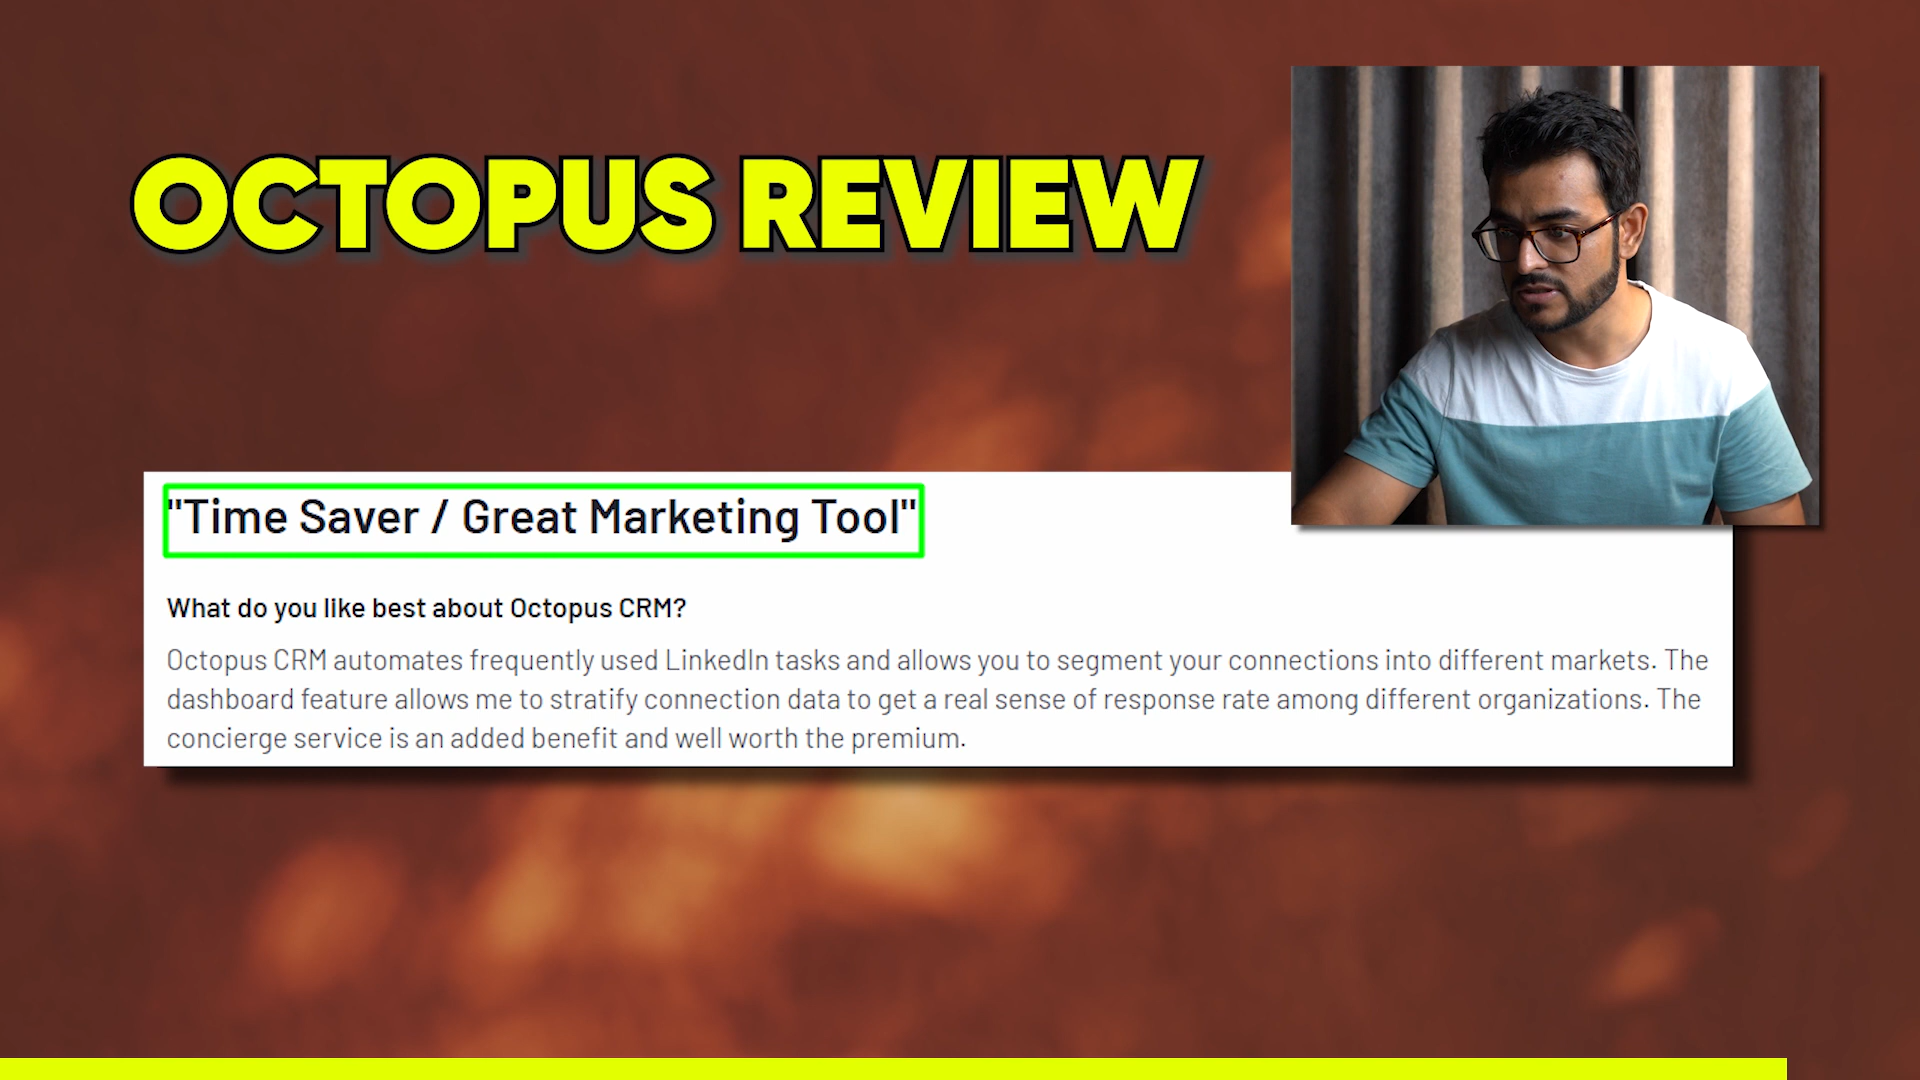 OCTOPUS REVIEW
"Time Saver / Great Marketing Tool"
What do you like best about Octopus CRM?
Octopus CRM automates frequently used LinkedIn tasks and allows you to segment your connections into different markets. The
dashboard feature allows me to stratify connection data to get a real sense of response rate among different organizations. The
concierge service is an added benefit and well worth the premium.